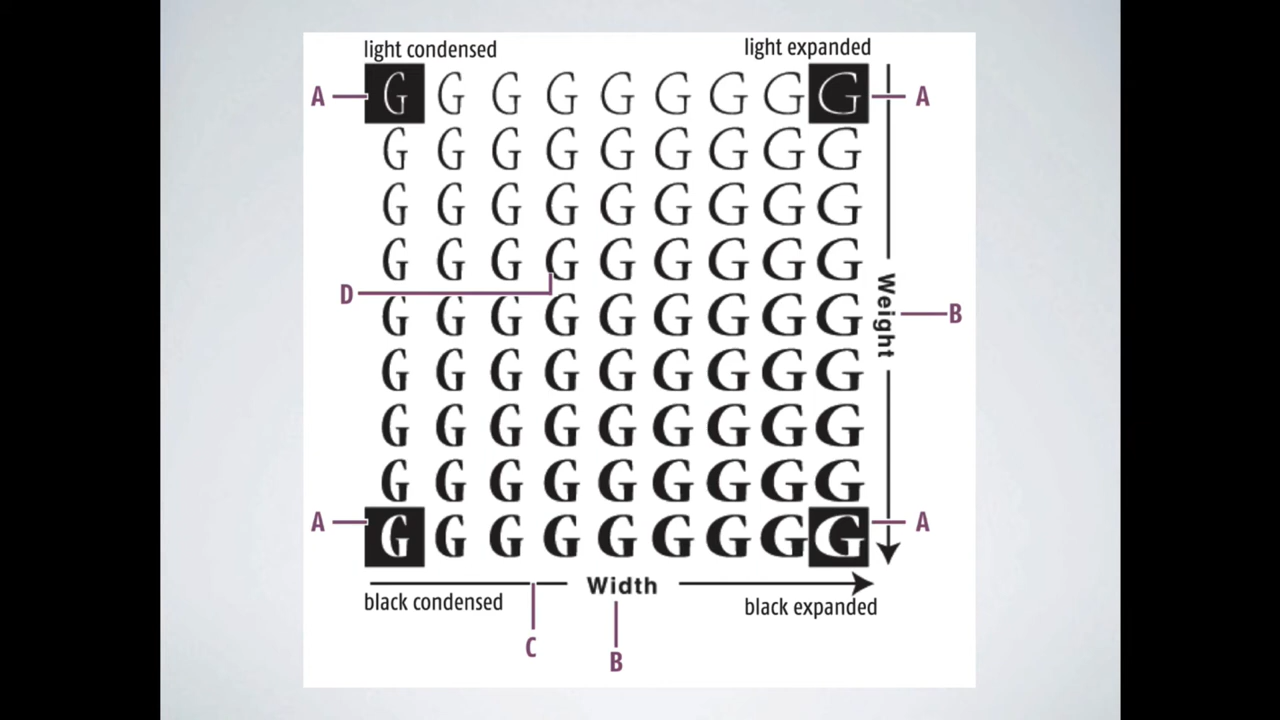 light condensed light expanded
A G G G G G G G G G A
G G G G G G G G G
G G G G G G G G G
G G G G G G G G G
D
G G G G G G G G G Weight B
G G G G G G G G G
G G G G G G G G G
G G G G G G G G G
A G G G G G G G G G A
Width
black condensed black expanded
C
B